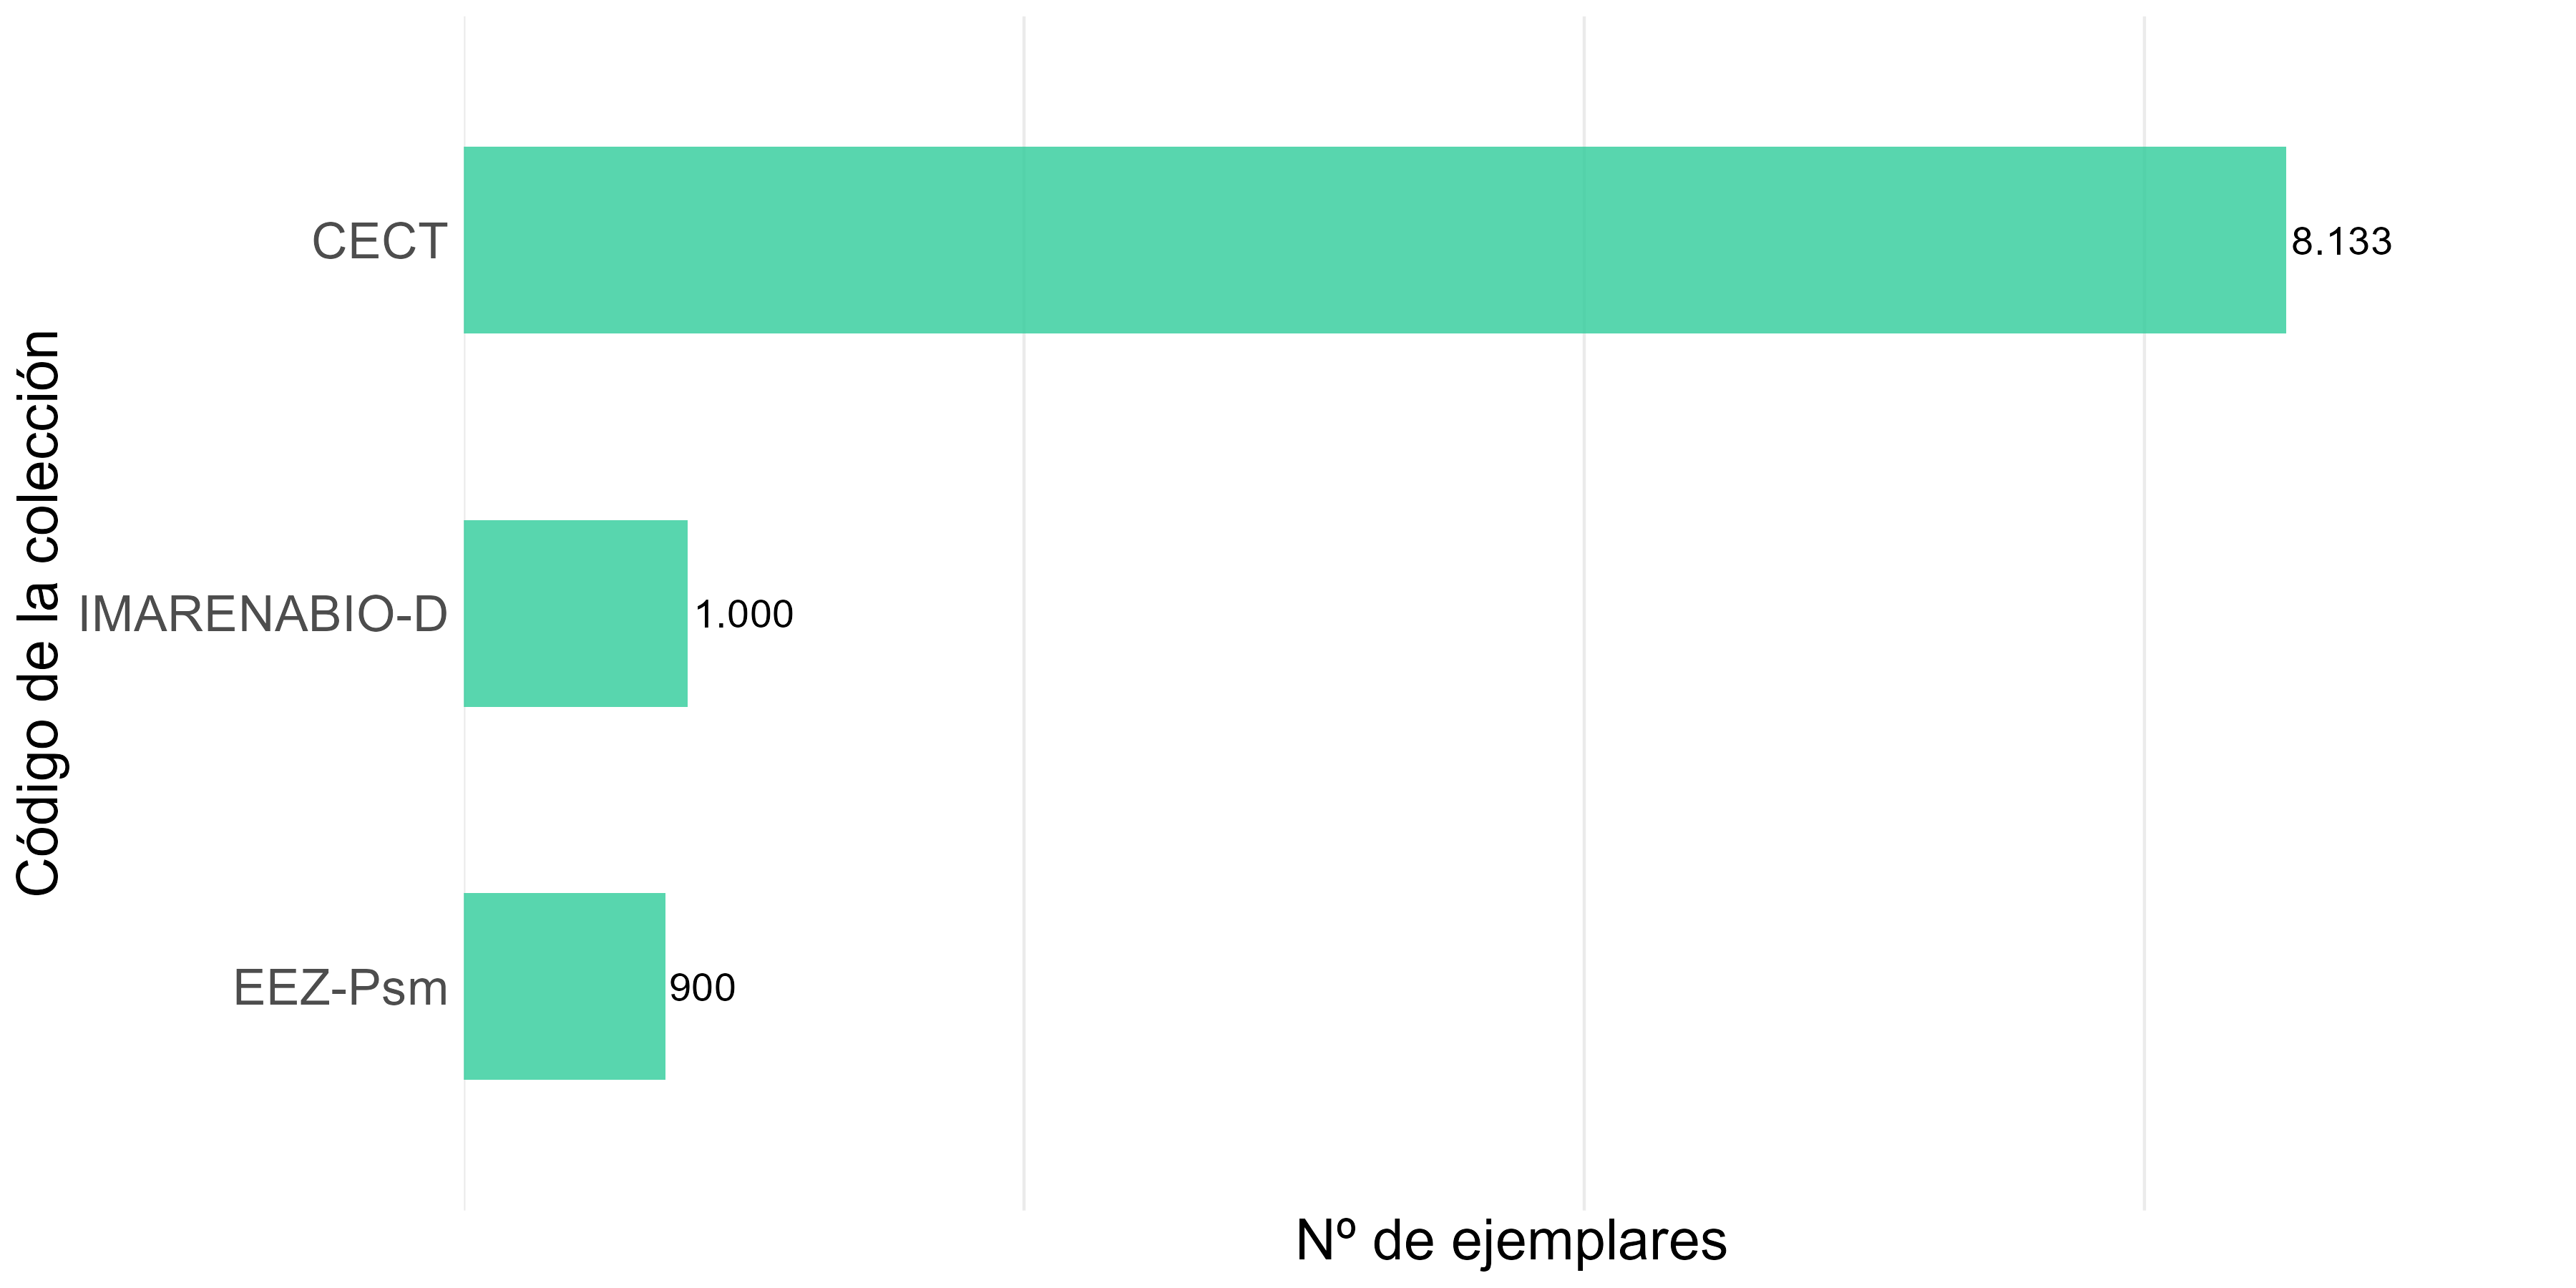 Código de la colección
CECT
8.133
IMARENABIO-D
1.000
EEZ-Psm
900
Nº de ejemplares